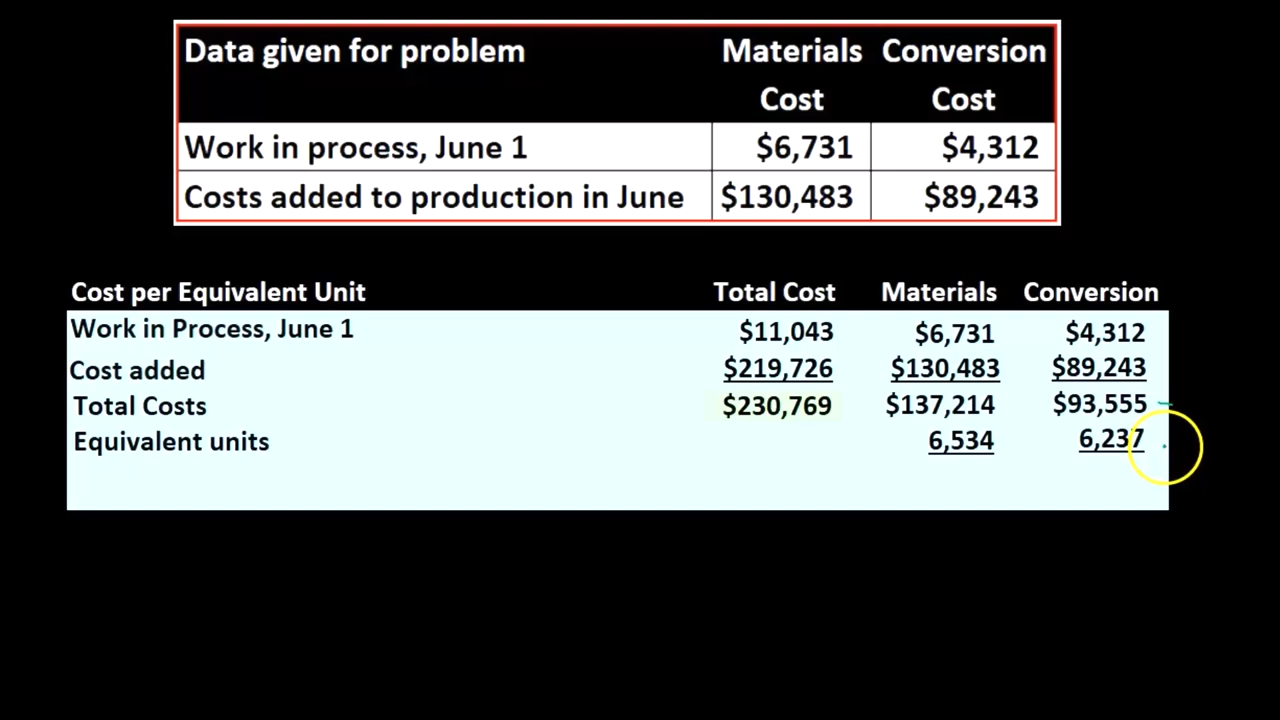 Data given for problem Materials Conversion
Cost Cost
Work in process, June 1 $6,731 $4,312
Costs added to production in June $130,483 $89,243
Cost per Equivalent Unit Total Cost Materials Conversion
Work in Process, June 1 $11,043 $6,731 $4,312
Cost added $219,726 $130,483 $89,243
Total Costs $230,769 $137,214 $93,555
Equivalent units 6,534 6,237